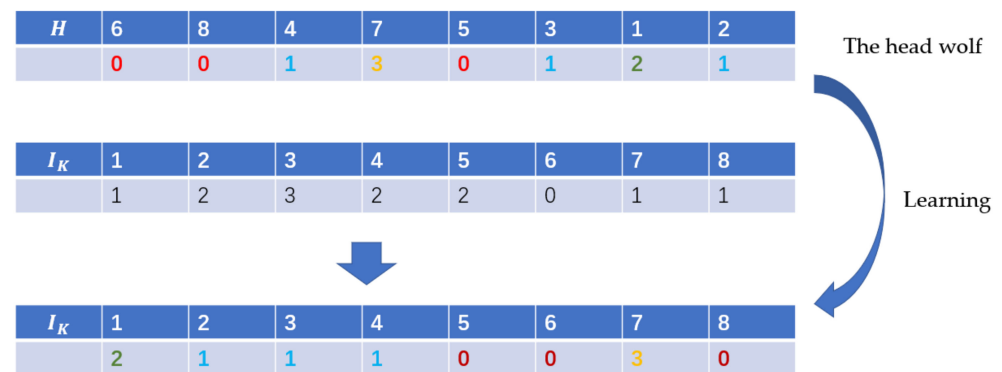 H 6 8 4 7 5 3 1 2
0 0 1 3 0 1 2 1
The head wolf
I_K 1 2 3 4 5 6 7 8
1 2 3 2 2 0 1 1
Learning
I_K 1 2 3 4 5 6 7 8
2 1 1 1 0 0 3 0